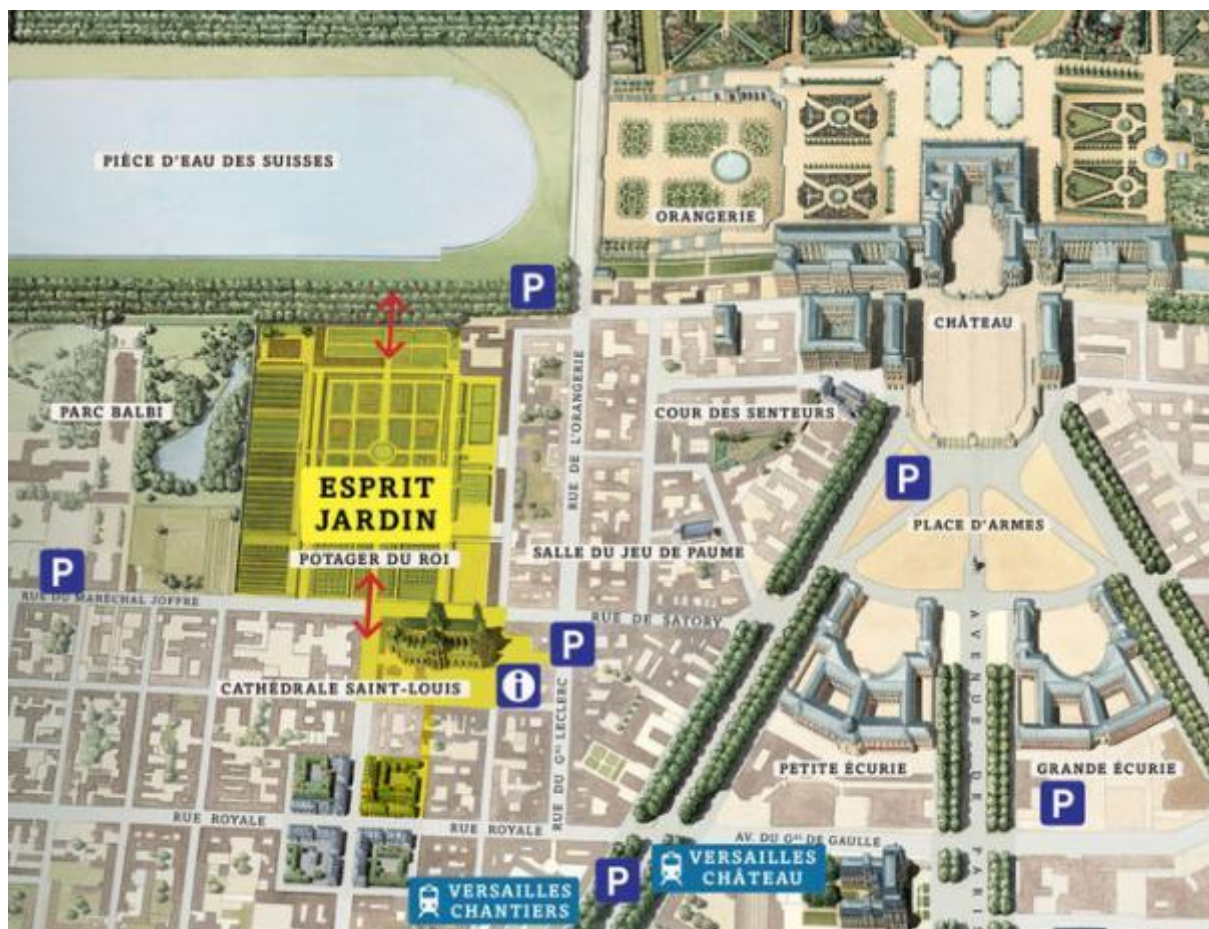 PIÈCE D'EAU DES SUISSES
ORANGERIE
P
CHÂTEAU
PARC BALBI
COUR DES SENTEURS
RUE DE L'ORANGERIE
P
ESPRIT
JARDIN
PLACE D'ARMES
SALLE DU JEU DE PAUME
POTAGER DU ROI
P
RUE DU MARÉCHAL JOFFRE
RUE DE SATORY
P
CATHÉDRALE SAINT-LOUIS
i
RUE DU Gal LECLERC
AVENUE DE PARIS
PETITE ÉCURIE
GRANDE ÉCURIE
P
RUE ROYALE
RUE ROYALE
AV. DU Gal DE GAULLE
P
VERSAILLES
CHÂTEAU
VERSAILLES
CHANTIERS